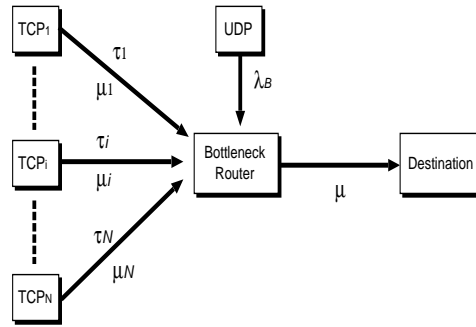 TCP1
τ1
μ1
UDP
λB
TCPi
τi
μi
Bottleneck
Router
μ
Destination
τN
μN
TCPN